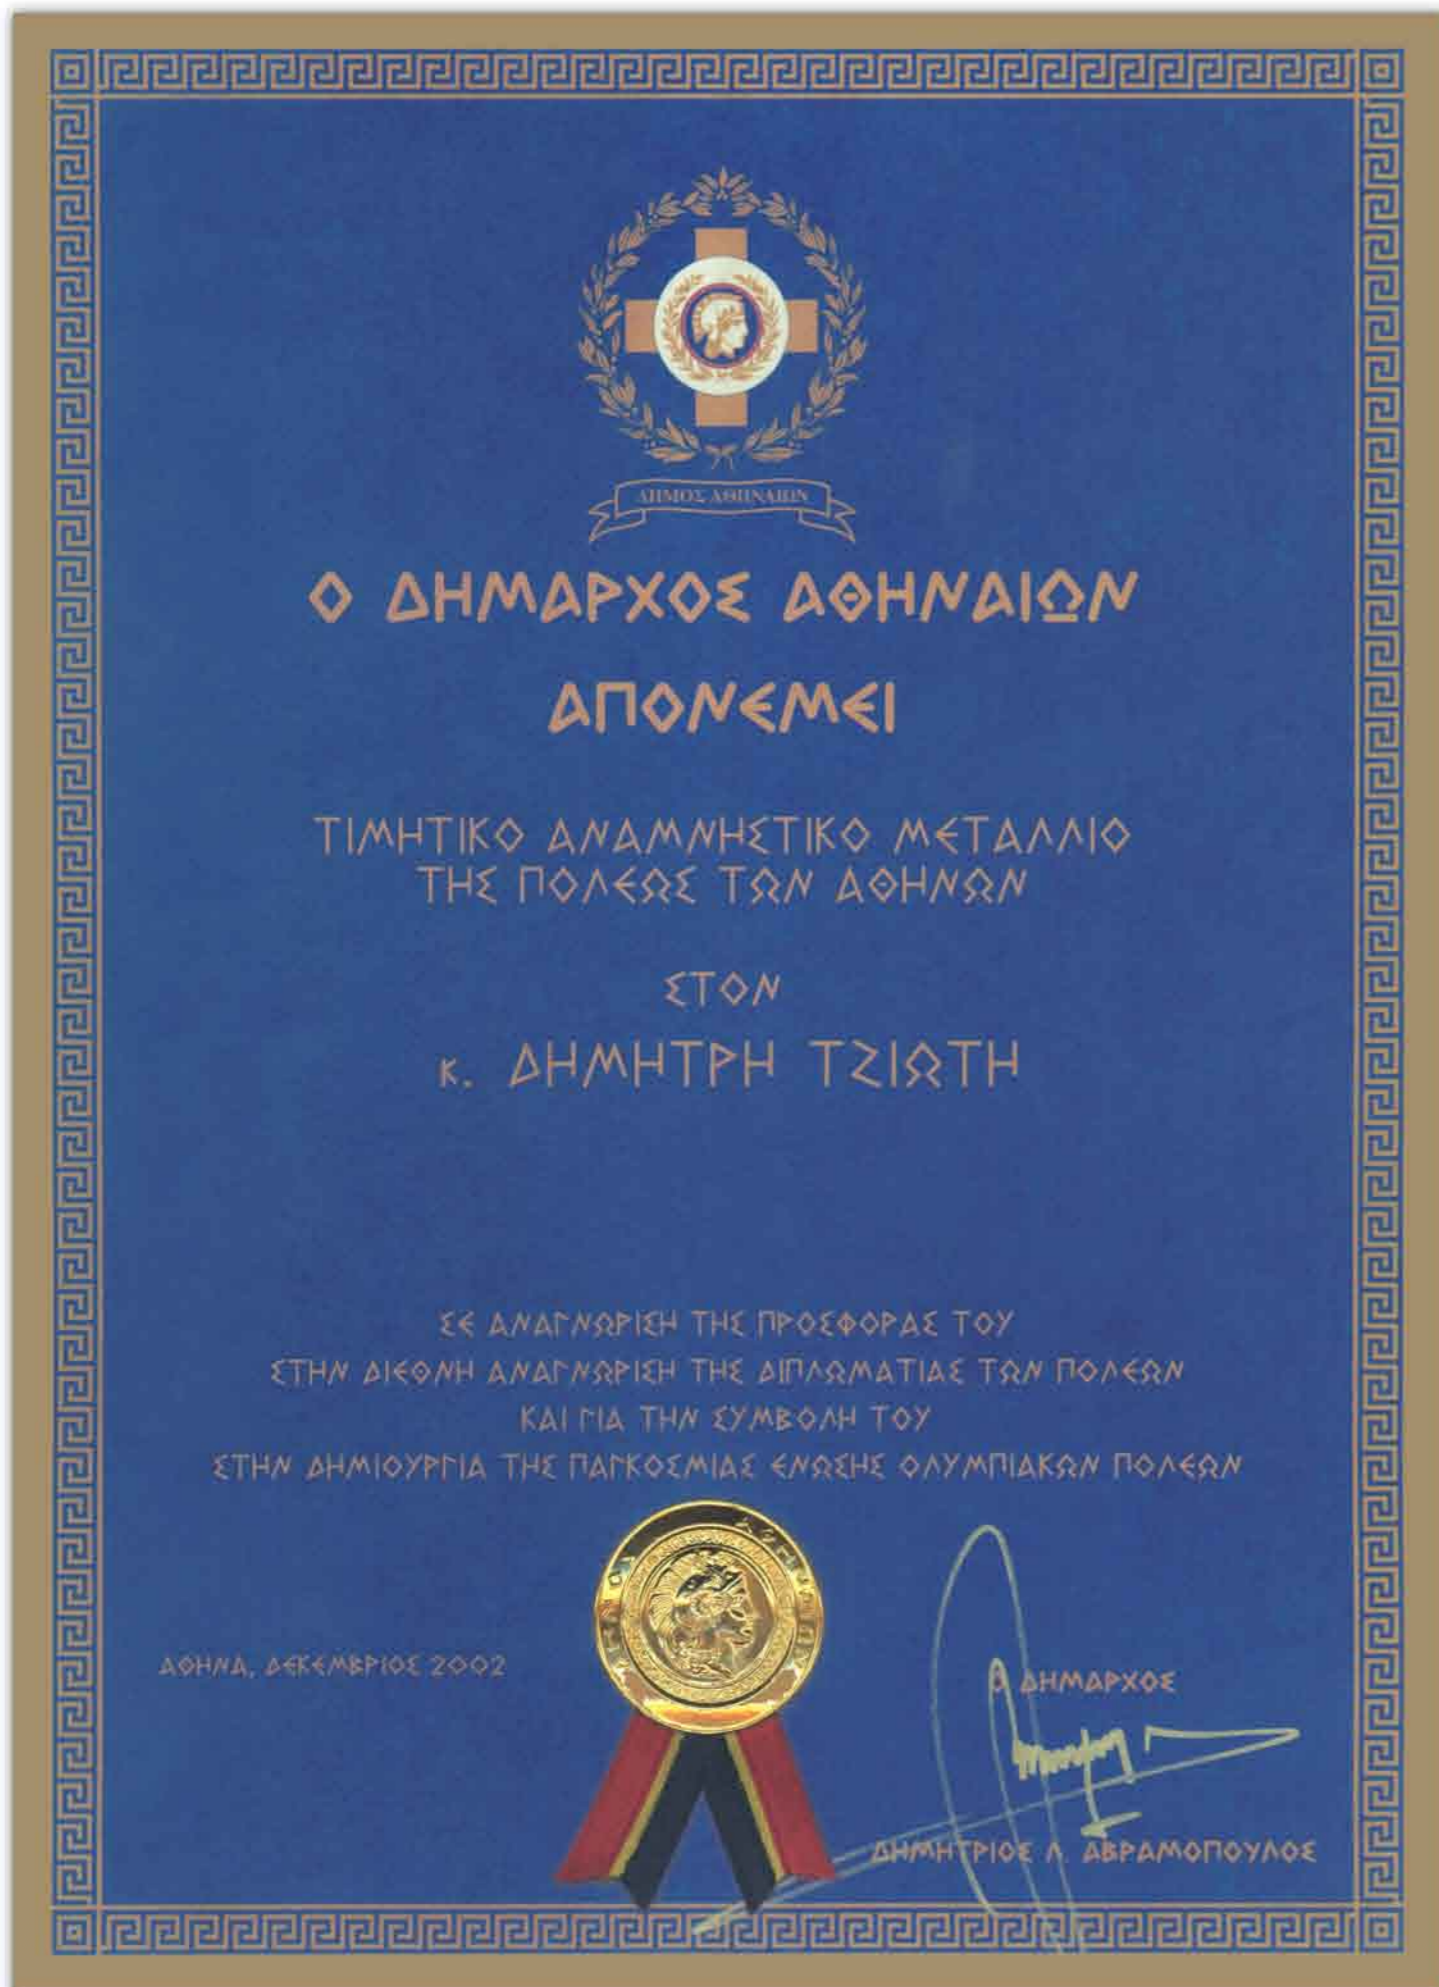 ΔΗΜΟΣ ΑΘΗΝΑΙΩΝ
Ο ΔΗΜΑΡΧΟΣ ΑΘΗΝΑΙΩΝ
ΑΠΟΝΕΜΕΙ
ΤΙΜΗΤΙΚΟ ΑΝΑΜΝΗΣΤΙΚΟ ΜΕΤΑΛΛΙΟ
ΤΗΣ ΠΟΛΕΩΣ ΤΩΝ ΑΘΗΝΩΝ
ΣΤΟΝ
κ. ΔΗΜΗΤΡΗ ΤΖΙΩΤΗ
ΣΕ ΑΝΑΓΝΩΡΙΣΗ ΤΗΣ ΠΡΟΣΦΟΡΑΣ ΤΟΥ
ΣΤΗΝ ΔΙΕΘΝΗ ΑΝΑΓΝΩΡΙΣΗ ΤΗΣ ΔΙΠΛΩΜΑΤΙΑΣ ΤΩΝ ΠΟΛΕΩΝ
ΚΑΙ ΓΙΑ ΤΗΝ ΣΥΜΒΟΛΗ ΤΟΥ
ΣΤΗΝ ΔΗΜΙΟΥΡΓΙΑ ΤΗΣ ΠΑΓΚΟΣΜΙΑΣ ΕΝΩΣΗΣ ΟΛΥΜΠΙΑΚΩΝ ΠΟΛΕΩΝ
ΑΘΗΝΑ, ΔΕΚΕΜΒΡΙΟΣ 2002
Ο ΔΗΜΑΡΧΟΣ
ΔΗΜΗΤΡΙΟΣ Λ. ΑΒΡΑΜΟΠΟΥΛΟΣ